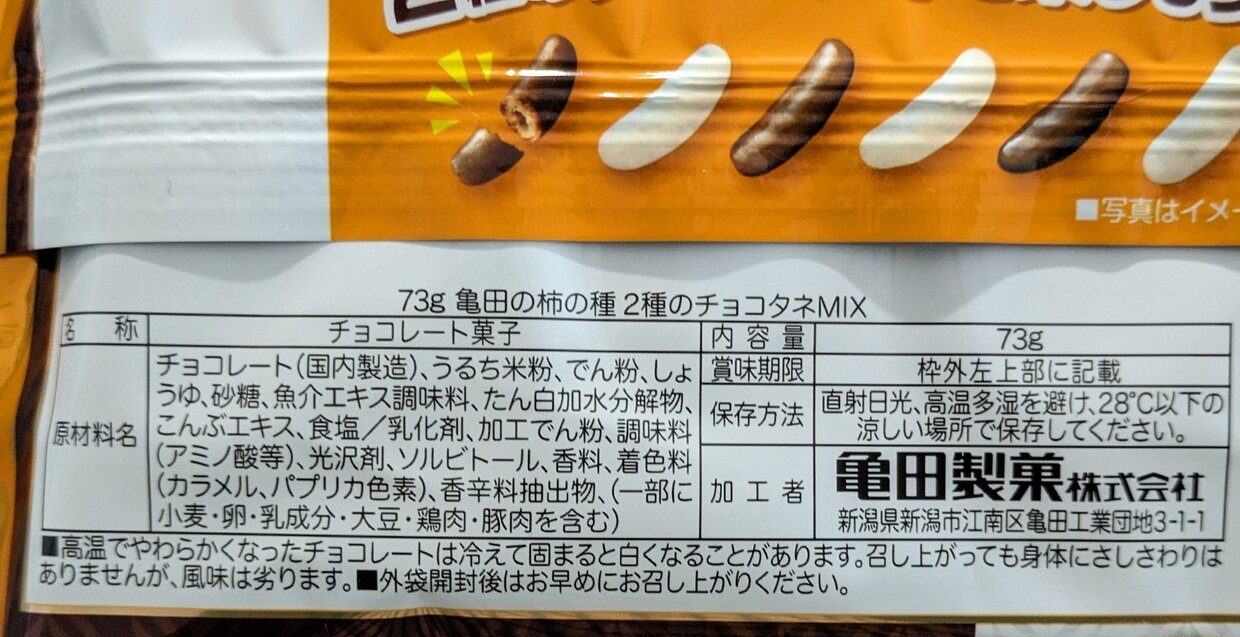 ■写真はイメー
73g 亀田の柿の種 2種のチョコタネMIX
名称 チョコレート菓子
原材料名
チョコレート(国内製造)、うるち米粉、でん粉、しょ
うゆ、砂糖、魚介エキス調味料、たん白加水分解物、
こんぶエキス、食塩／乳化剤、加工でん粉、調味料
(アミノ酸等)、光沢剤、ソルビトール、香料、着色料
(カラメル、パプリカ色素)、香辛料抽出物、(一部に
小麦・卵・乳成分・大豆・鶏肉・豚肉を含む)
内容量 73g
賞味期限 枠外左上部に記載
保存方法
直射日光、高温多湿を避け、28℃以下の
涼しい場所で保存してください。
加工者
亀田製菓株式会社
新潟県新潟市江南区亀田工業団地3-1-1
■高温でやわらかくなったチョコレートは冷えて固まると白くなることがあります。召し上がっても身体にさしさわりは
ありませんが、風味は劣ります。■外袋開封後はお早めにお召し上がりください。